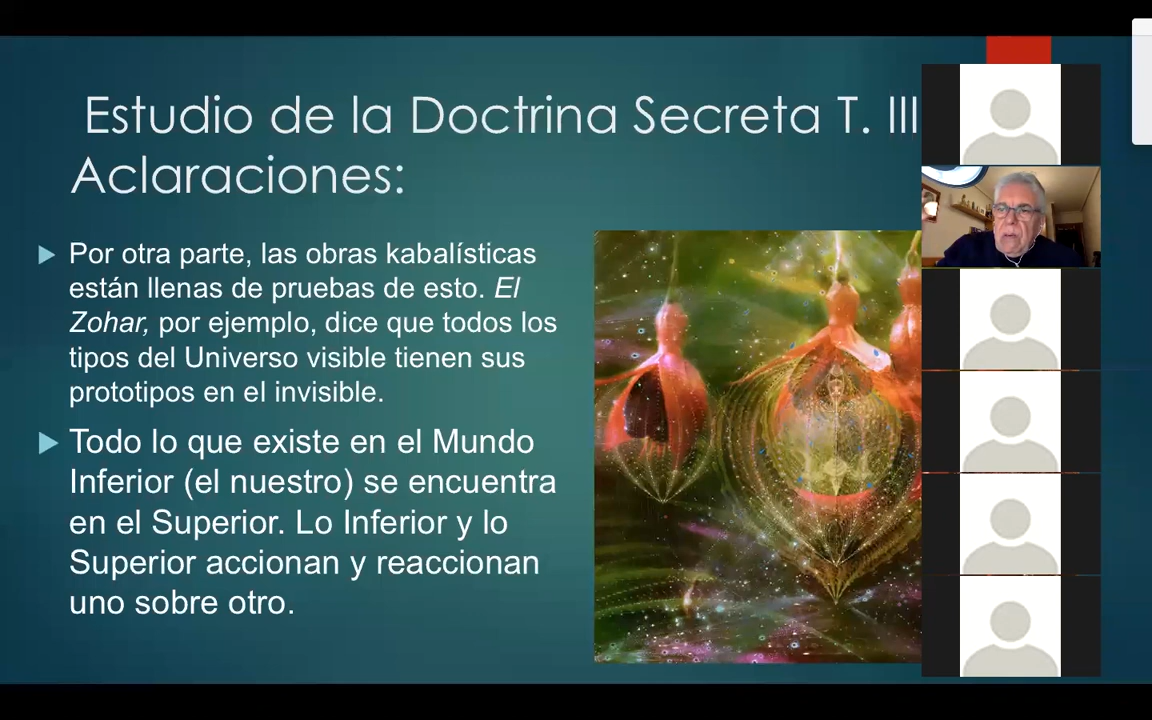 Estudio de la Doctrina Secreta T. III
Aclaraciones:
Por otra parte, las obras kabalísticas
están llenas de pruebas de esto. El
Zohar, por ejemplo, dice que todos los
tipos del Universo visible tienen sus
prototipos en el invisible.
Todo lo que existe en el Mundo
Inferior (el nuestro) se encuentra
en el Superior. Lo Inferior y lo
Superior accionan y reaccionan
uno sobre otro.